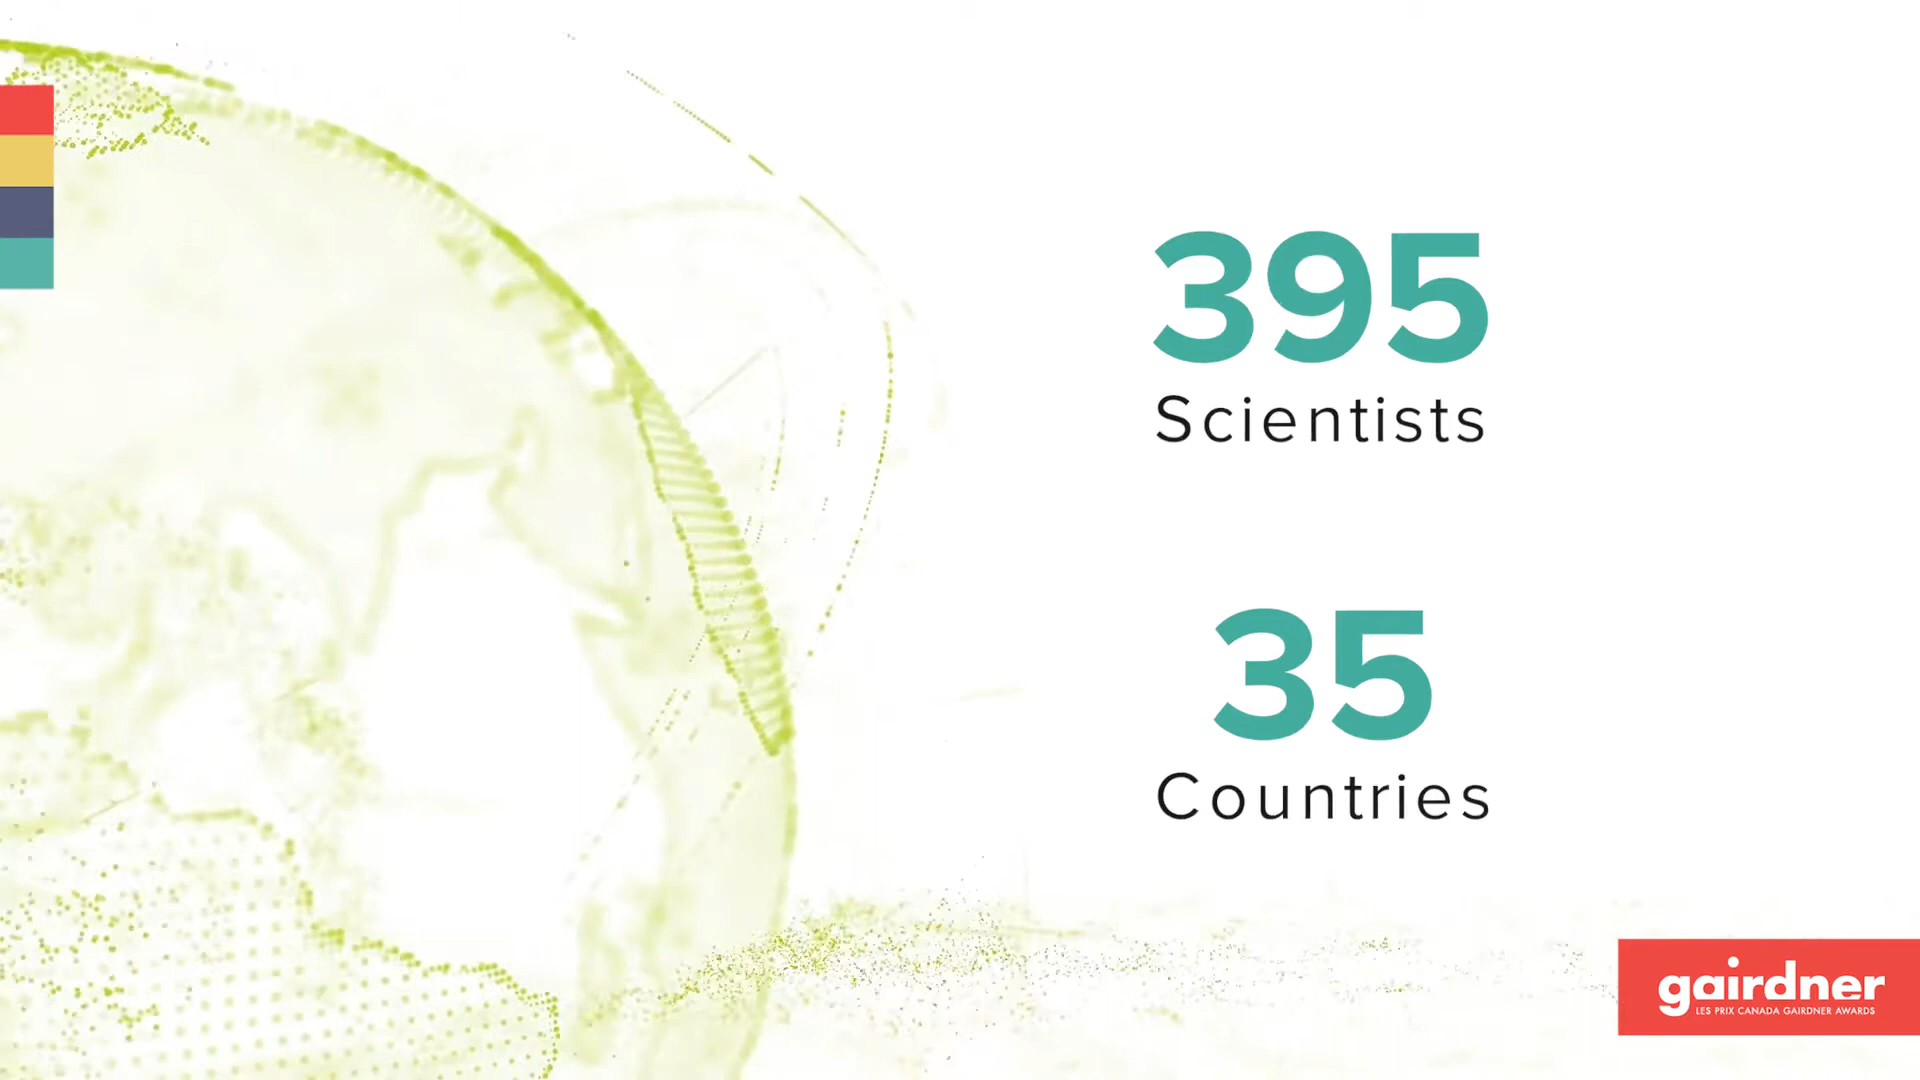 395
Scientists
35
Countries
gairdner
LES PRIX CANADA GAIRDNER AWARDS